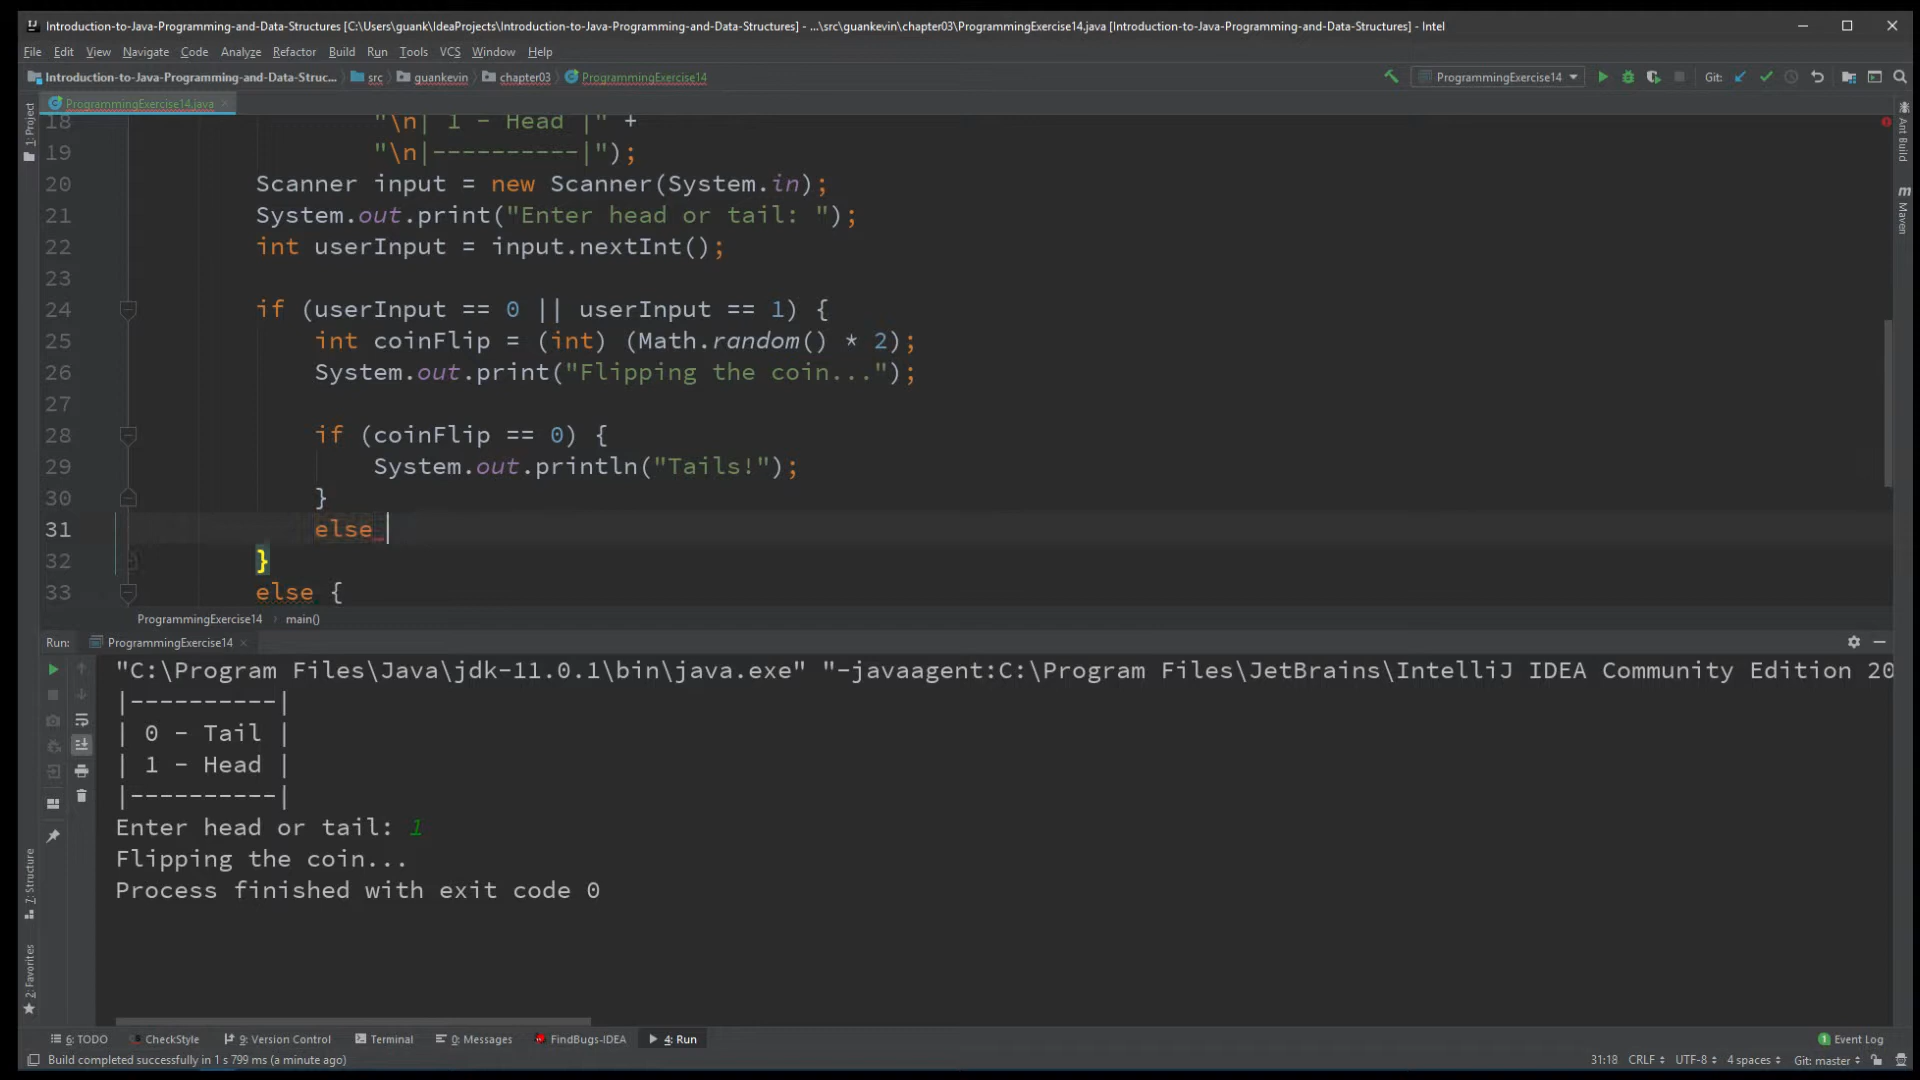 Introduction-to-Java-Programming-and-Data-Structures [C:\Users\guank\IdeaProjects\Introduction-to-Java-Programming-and-Data-Structures] - ...\src\guankevin\chapter03\ProgrammingExercise14.java [Introduction-to-Java-Programming-and-Data-Structures] - Intel
File Edit View Navigate Code Analyze Refactor Build Run Tools VCS Window Help
Introduction-to-Java-Programming-and-Data-Struc... src guankevin chapter03 ProgrammingExercise14 ProgrammingExercise14 Git:
ProgrammingExercise14.java
1: Project
Ant Build
Maven
18 "\n| 1 - Head |" +
19 "\n|----------|");
20 Scanner input = new Scanner(System.in);
21 System.out.print("Enter head or tail: ");
22 int userInput = input.nextInt();
23
24 if (userInput == 0 || userInput == 1) {
25 int coinFlip = (int) (Math.random() * 2);
26 System.out.print("Flipping the coin...");
27
28 if (coinFlip == 0) {
29 System.out.println("Tails!");
30 }
31 else
32 }
33 else {
ProgrammingExercise14 main()
Run: ProgrammingExercise14
"C:\Program Files\Java\jdk-11.0.1\bin\java.exe" "-javaagent:C:\Program Files\JetBrains\IntelliJ IDEA Community Edition 20
|----------|
| 0 - Tail |
| 1 - Head |
|----------|
Enter head or tail: 1
Flipping the coin...
Process finished with exit code 0
7: Structure
2: Favorites
6: TODO CheckStyle 9: Version Control Terminal 0: Messages FindBugs-IDEA 4: Run 1 Event Log
Build completed successfully in 1 s 799 ms (a minute ago) 31:18 CRLF UTF-8 4 spaces Git: master